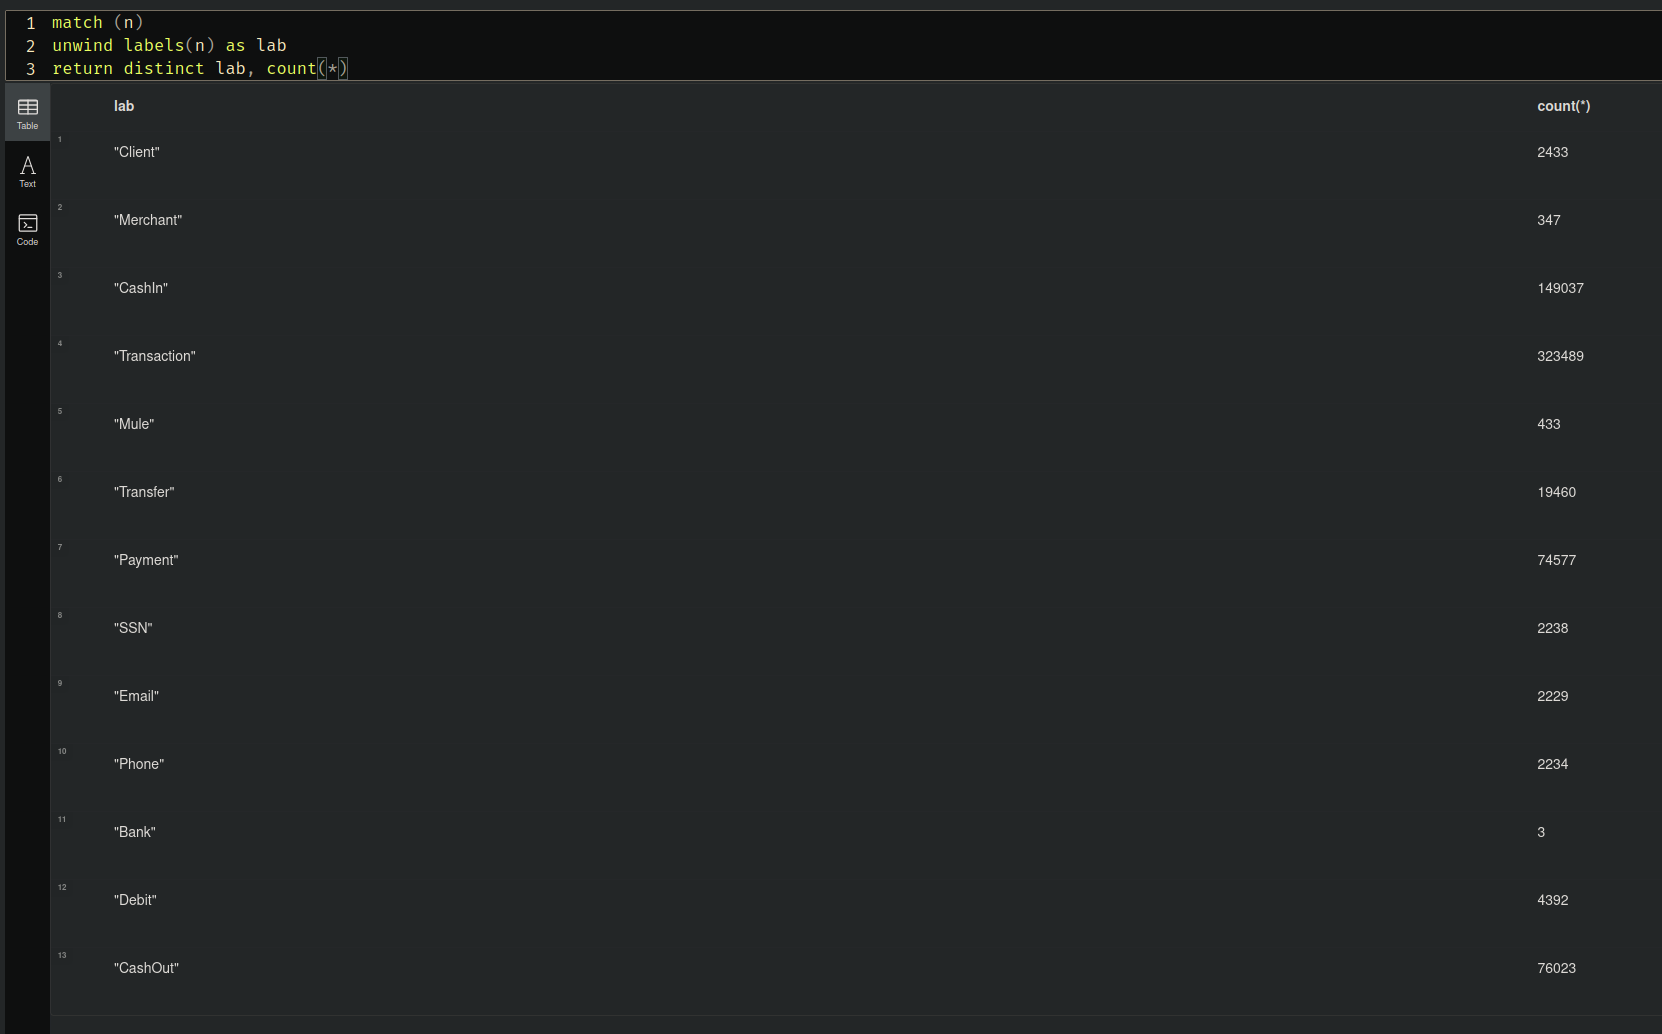 1 match (n)
2 unwind labels(n) as lab
3 return distinct lab, count(*)
Table
Text
Code
lab count(*)
1 "Client" 2433
2 "Merchant" 347
3 "CashIn" 149037
4 "Transaction" 323489
5 "Mule" 433
6 "Transfer" 19460
7 "Payment" 74577
8 "SSN" 2238
9 "Email" 2229
10 "Phone" 2234
11 "Bank" 3
12 "Debit" 4392
13 "CashOut" 76023